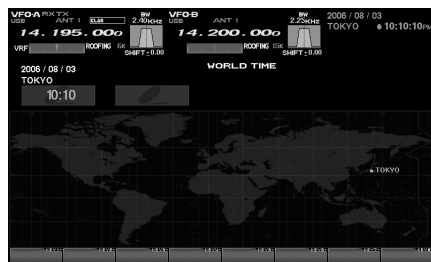 VFO-A RX TX
USB ANT 1 CLAR BW 2.40KHZ
14.195.000
VRF ROOFING 6K SHIFT ± 0.00
VFO-B
USB ANT 1 BW 2.25KHZ
14.200.000
ROOFING 15K SHIFT ± 0.00
2006 / 08 / 03
TOKYO 10:10:10PM
WORLD TIME
2006 / 08 / 03
TOKYO
10:10
TOKYO